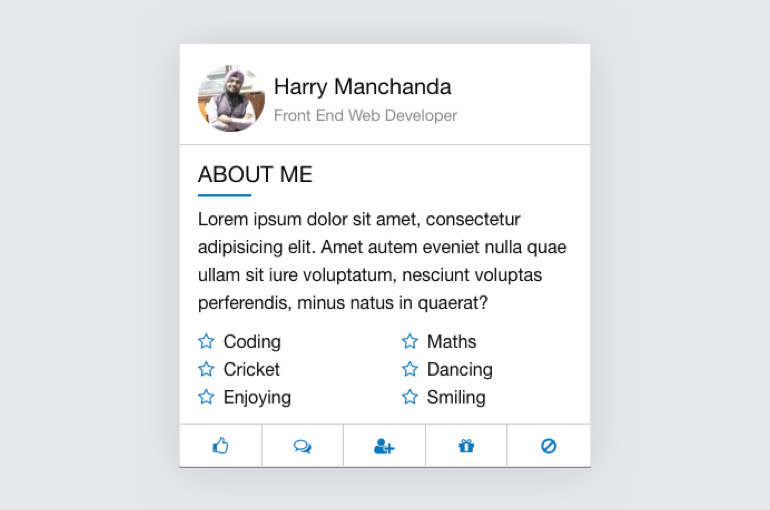 Harry Manchanda
Front End Web Developer
ABOUT ME
Lorem ipsum dolor sit amet, consectetur
adipisicing elit. Amet autem eveniet nulla quae
ullam sit iure voluptatum, nesciunt voluptas
perferendis, minus natus in quaerat?
Coding
Maths
Cricket
Dancing
Enjoying
Smiling